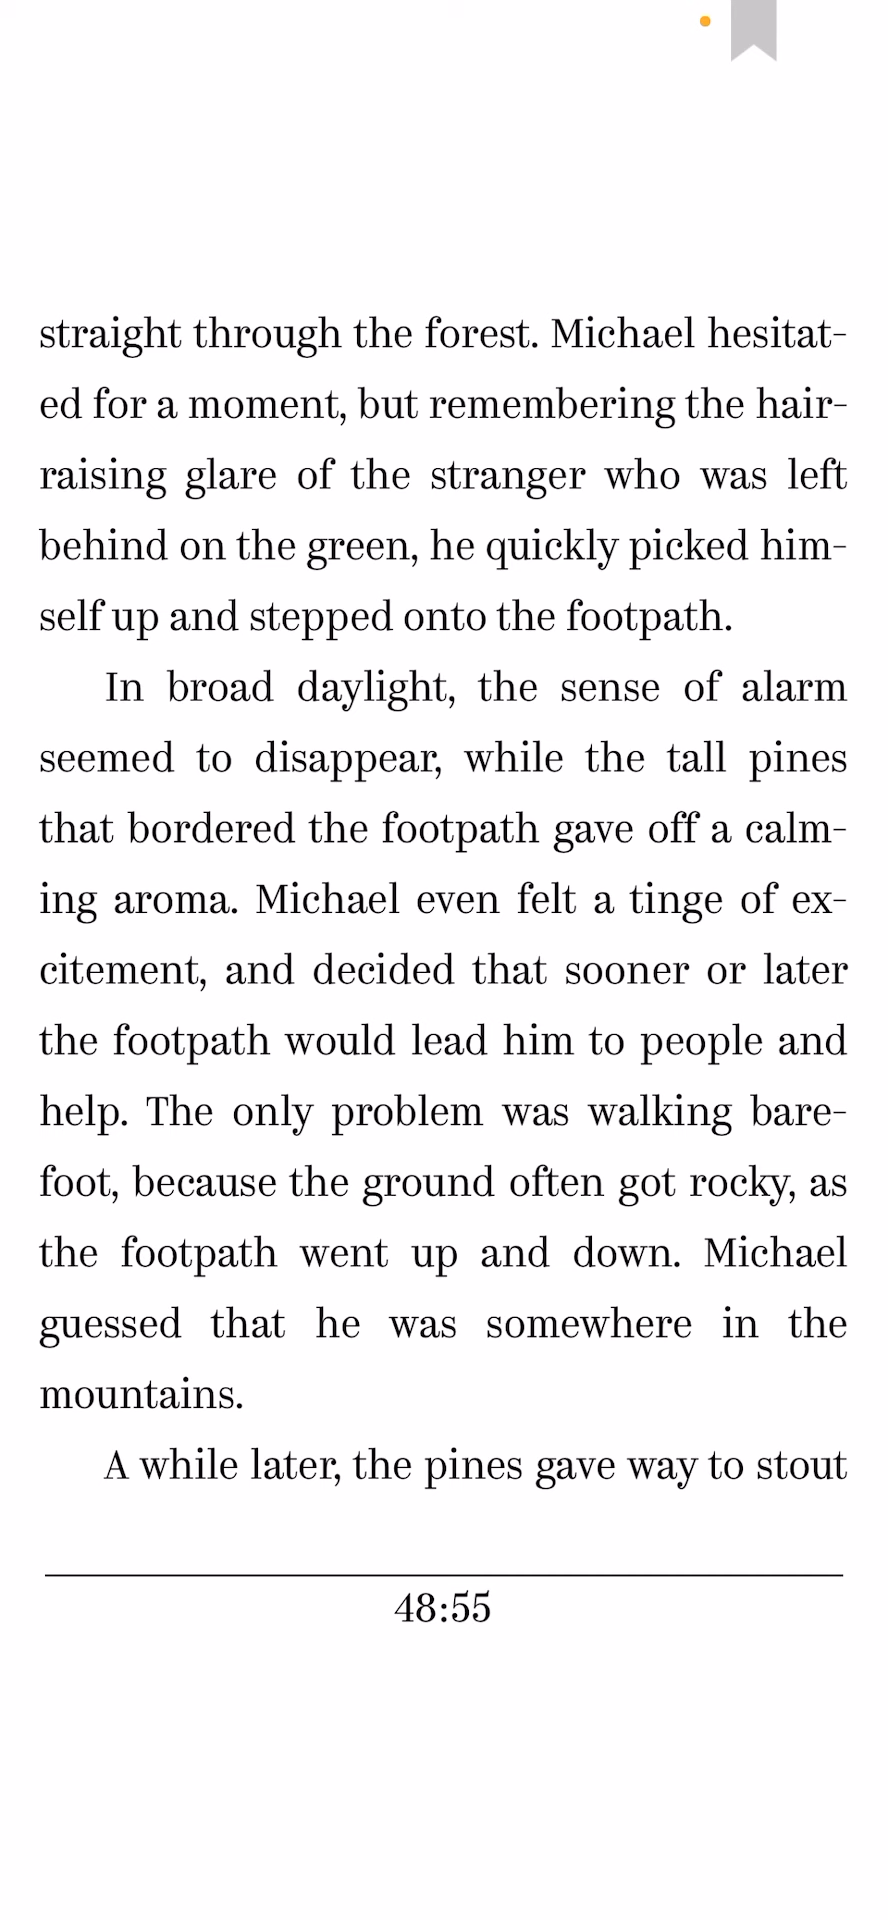 straight through the forest. Michael hesitat-
ed for a moment, but remembering the hair-
raising glare of the stranger who was left
behind on the green, he quickly picked him-
self up and stepped onto the footpath.
In broad daylight, the sense of alarm
seemed to disappear, while the tall pines
that bordered the footpath gave off a calm-
ing aroma. Michael even felt a tinge of ex-
citement, and decided that sooner or later
the footpath would lead him to people and
help. The only problem was walking bare-
foot, because the ground often got rocky, as
the footpath went up and down. Michael
guessed that he was somewhere in the
mountains.
A while later, the pines gave way to stout
48:55